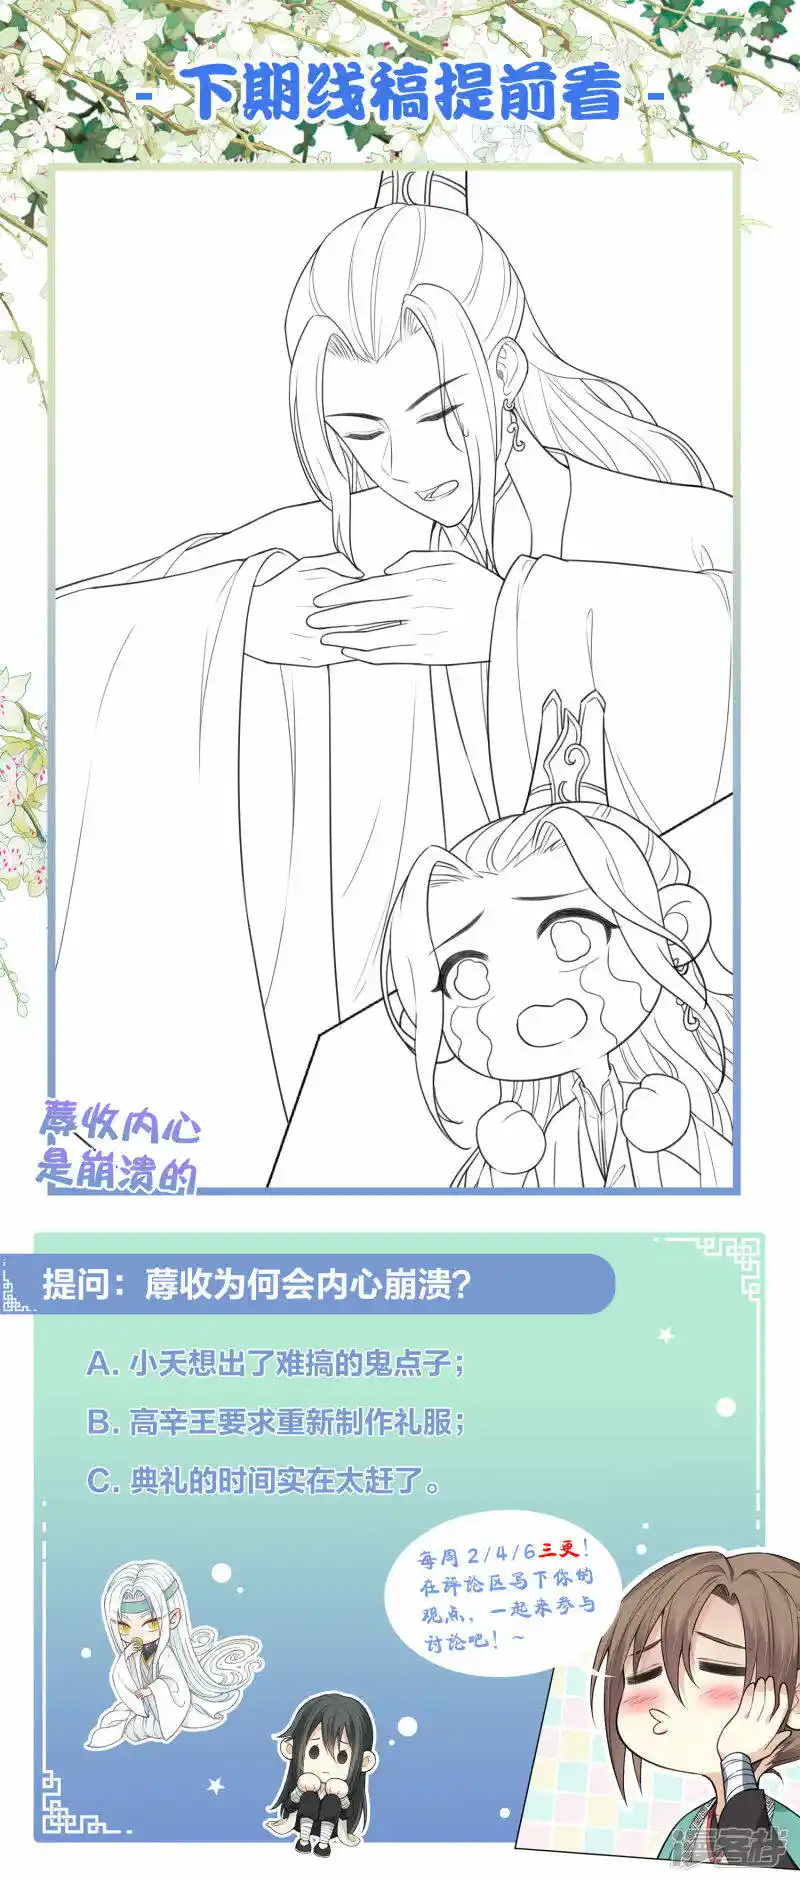 - 下期线稿提前看 -
蓐收内心
是崩溃的
提问：蓐收为何会内心崩溃？
A. 小夭想出了难搞的鬼点子；
B. 高辛王要求重新制作礼服；
C. 典礼的时间实在太赶了。
每周 2/4/6三更！
在评论区写下你的
观点，一起来参与
讨论吧！~
漫客栈